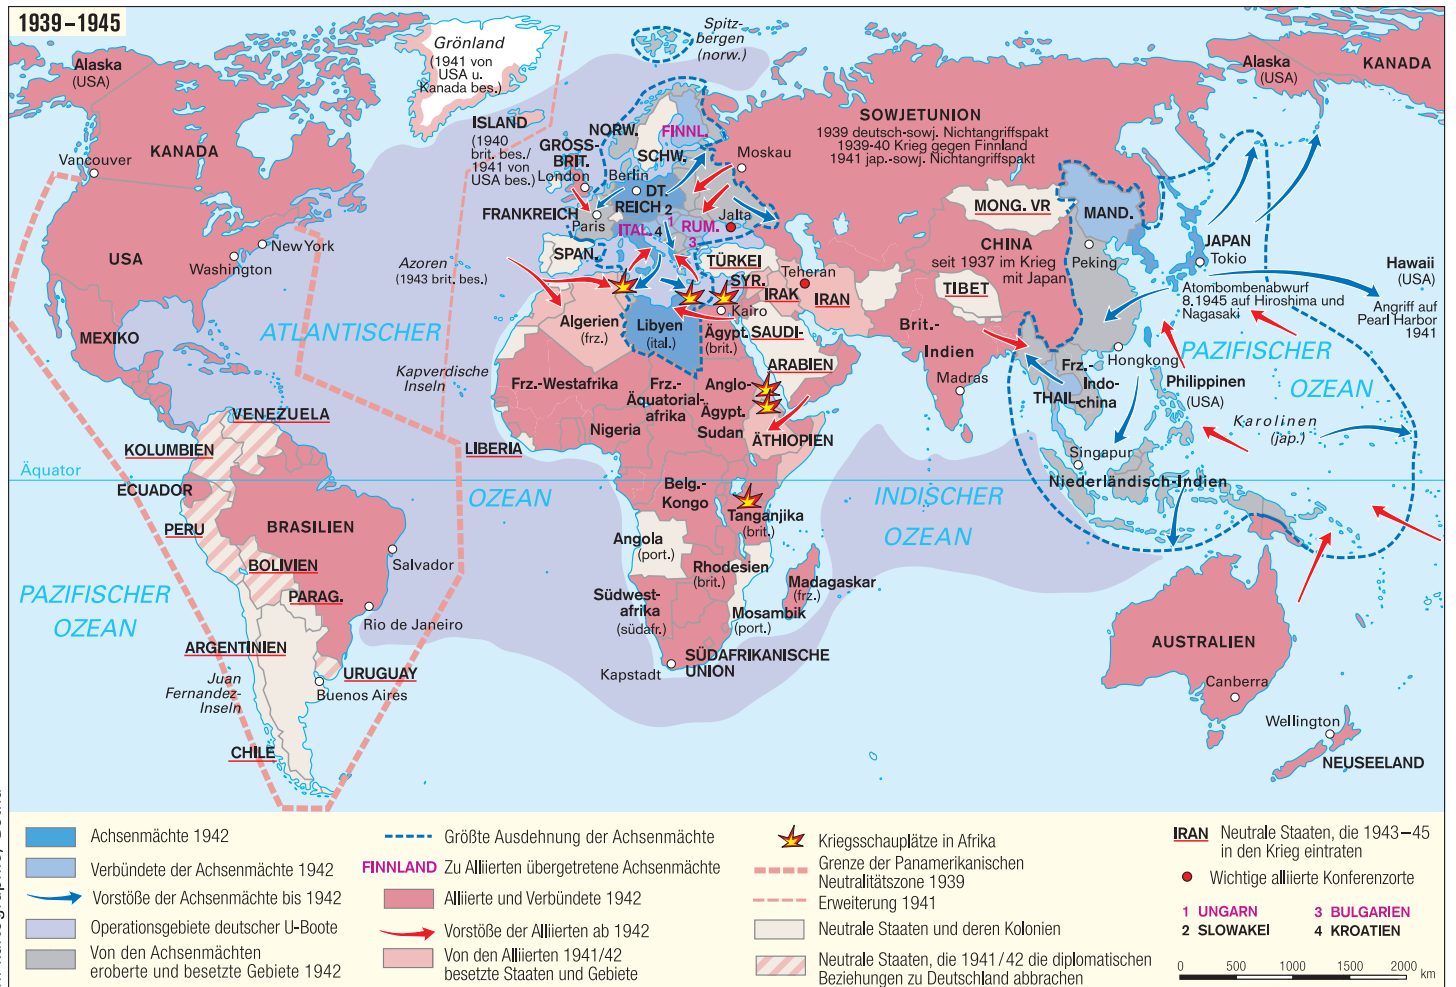 1939–1945
Alaska
(USA)
Grönland
(1941 von
USA u.
Kanada bes.)
Spitz-
bergen
(norw.)
Alaska
(USA)
KANADA
ISLAND
(1940
brit. bes./
1941 von
USA bes.)
NORW.
FINNL.
SCHW.
GROSS-
BRIT.
London
Berlin
DT.
REICH 2
1
Moskau
SOWJETUNION
1939 deutsch-sowj. Nichtangriffspakt
1939-40 Krieg gegen Finnland
1941 jap.-sowj. Nichtangriffspakt
Vancouver
KANADA
FRANKREICH
Paris
ITAL. 4
RUM.
3
Jalta
MONG. VR
MAND.
USA
New York
Washington
Azoren
(1943 brit. bes.)
SPAN.
TÜRKEI
Teheran
CHINA
seit 1937 im Krieg
mit Japan
Peking
JAPAN
Tokio
Hawaii
(USA)
MEXIKO
ATLANTISCHER
Algerien
(frz.)
Libyen
(ital.)
SYR.
IRAK
IRAN
Kairo
Ägypt.
(brit.)
SAUDI-
ARABIEN
TIBET
Brit.-
Indien
Madras
Atombombenabwurf
8.1945 auf Hiroshima und
Nagasaki
Angriff auf
Pearl Harbor
1941
PAZIFISCHER
OZEAN
Hongkong
Kapverdische
Inseln
Frz.-Westafrika
Frz.-
Äquatorial-
afrika
Anglo-
Ägypt.
Sudan
Nigeria
ÄTHIOPIEN
Frz.-
Indo-
china
THAIL.
Philippinen
(USA)
Karolinen
(jap.)
VENEZUELA
KOLUMBIEN
LIBERIA
Singapur
Niederländisch-Indien
Äquator
ECUADOR
PERU
BRASILIEN
OZEAN
Belg.-
Kongo
Tanganjika
(brit.)
INDISCHER
OZEAN
BOLIVIEN
Salvador
Angola
(port.)
Rhodesien
(brit.)
Madagaskar
(frz.)
PAZIFISCHER
OZEAN
PARAG.
Rio de Janeiro
Südwest-
afrika
(südafr.)
Mosambik
(port.)
AUSTRALIEN
ARGENTINIEN
Juan
Fernandez-
Inseln
URUGUAY
Buenos Aires
Kapstadt
SÜDAFRIKANISCHE
UNION
Canberra
CHILE
Wellington
NEUSEELAND
Achsenmächte 1942
Verbündete der Achsenmächte 1942
Vorstöße der Achsenmächte bis 1942
Operationsgebiete deutscher U-Boote
Von den Achsenmächten
eroberte und besetzte Gebiete 1942
Größte Ausdehnung der Achsenmächte
FINNLAND Zu Alliierten übergetretene Achsenmächte
Alliierte und Verbündete 1942
Vorstöße der Alliierten ab 1942
Von den Alliierten 1941/42
besetzte Staaten und Gebiete
Kriegsschauplätze in Afrika
Grenze der Panamerikanischen
Neutralitätszone 1939
Erweiterung 1941
Neutrale Staaten und deren Kolonien
Neutrale Staaten, die 1941/42 die diplomatischen
Beziehungen zu Deutschland abbrachen
IRAN Neutrale Staaten, die 1943–45
in den Krieg eintraten
Wichtige alliierte Konferenzorte
1 UNGARN 3 BULGARIEN
2 SLOWAKEI 4 KROATIEN
0 500 1000 1500 2000 km